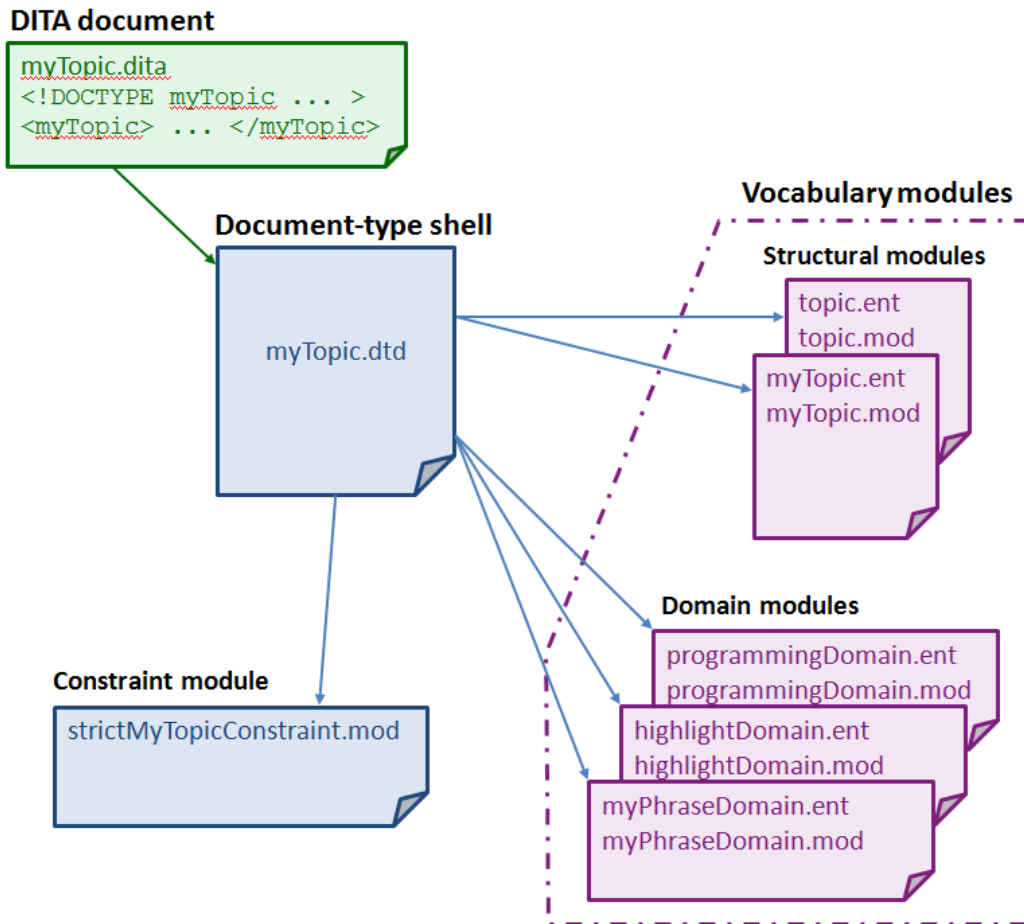 DITA document
myTopic.dita
<!DOCTYPE myTopic ... >
<myTopic> ... </myTopic>
Document-type shell
myTopic.dtd
Vocabulary modules
Structural modules
topic.ent
topic.mod
myTopic.ent
myTopic.mod
Constraint module
strictMyTopicConstraint.mod
Domain modules
programmingDomain.ent
programmingDomain.mod
highlightDomain.ent
highlightDomain.mod
myPhraseDomain.ent
myPhraseDomain.mod